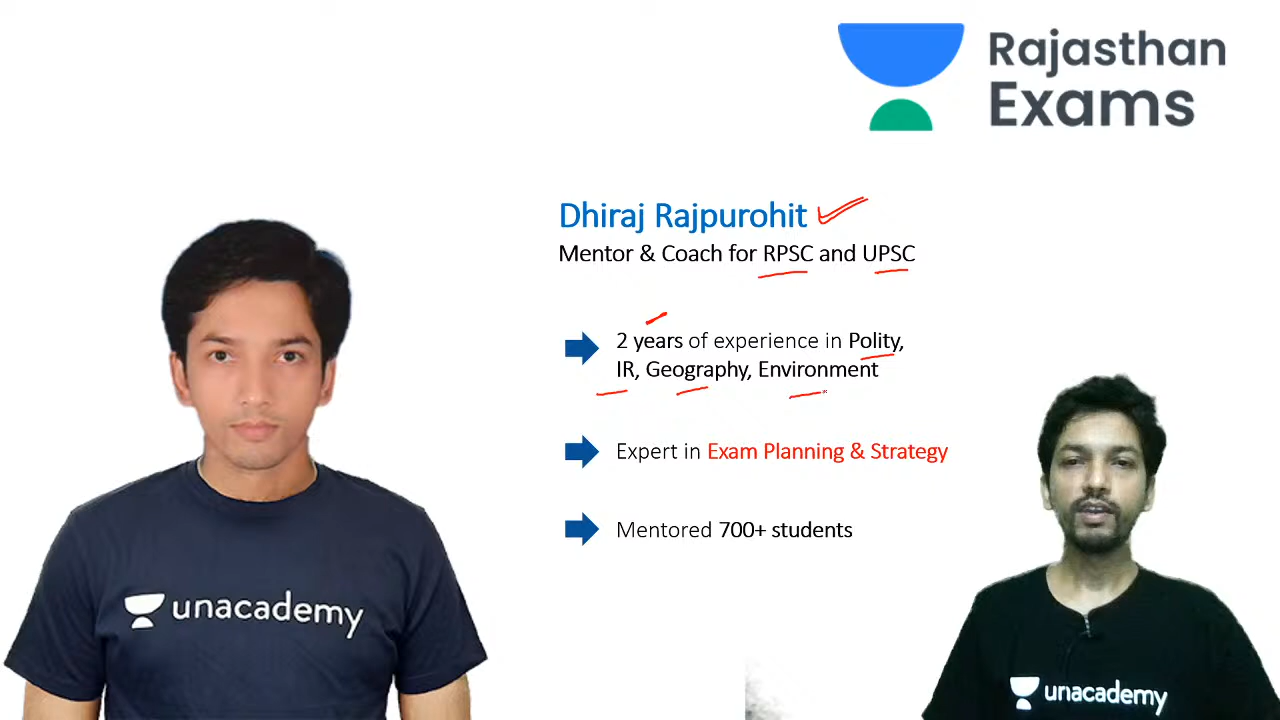 Rajasthan
Exams
Dhiraj Rajpurohit
Mentor & Coach for RPSC and UPSC
2 years of experience in Polity,
IR, Geography, Environment
Expert in Exam Planning & Strategy
Mentored 700+ students
unacademy
unacademy